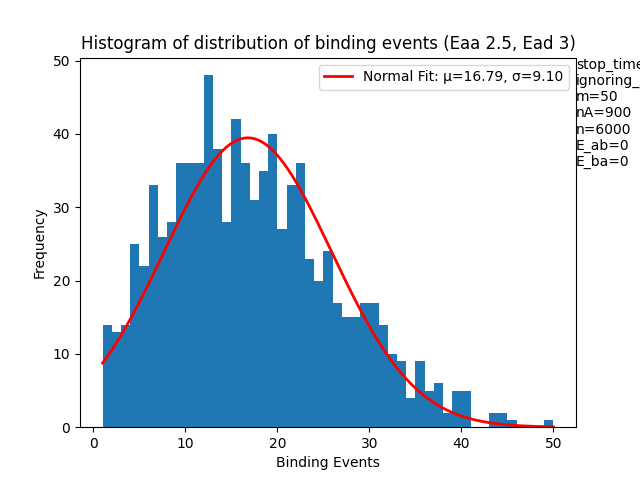 Histogram of distribution of binding events (Eaa 2.5, Ead 3)
Normal Fit: μ=16.79, σ=9.10
stop_time
ignoring_
m=50
nA=900
n=6000
E_ab=0
E_ba=0
Frequency
50
40
30
20
10
0
0 10 20 30 40 50
Binding Events